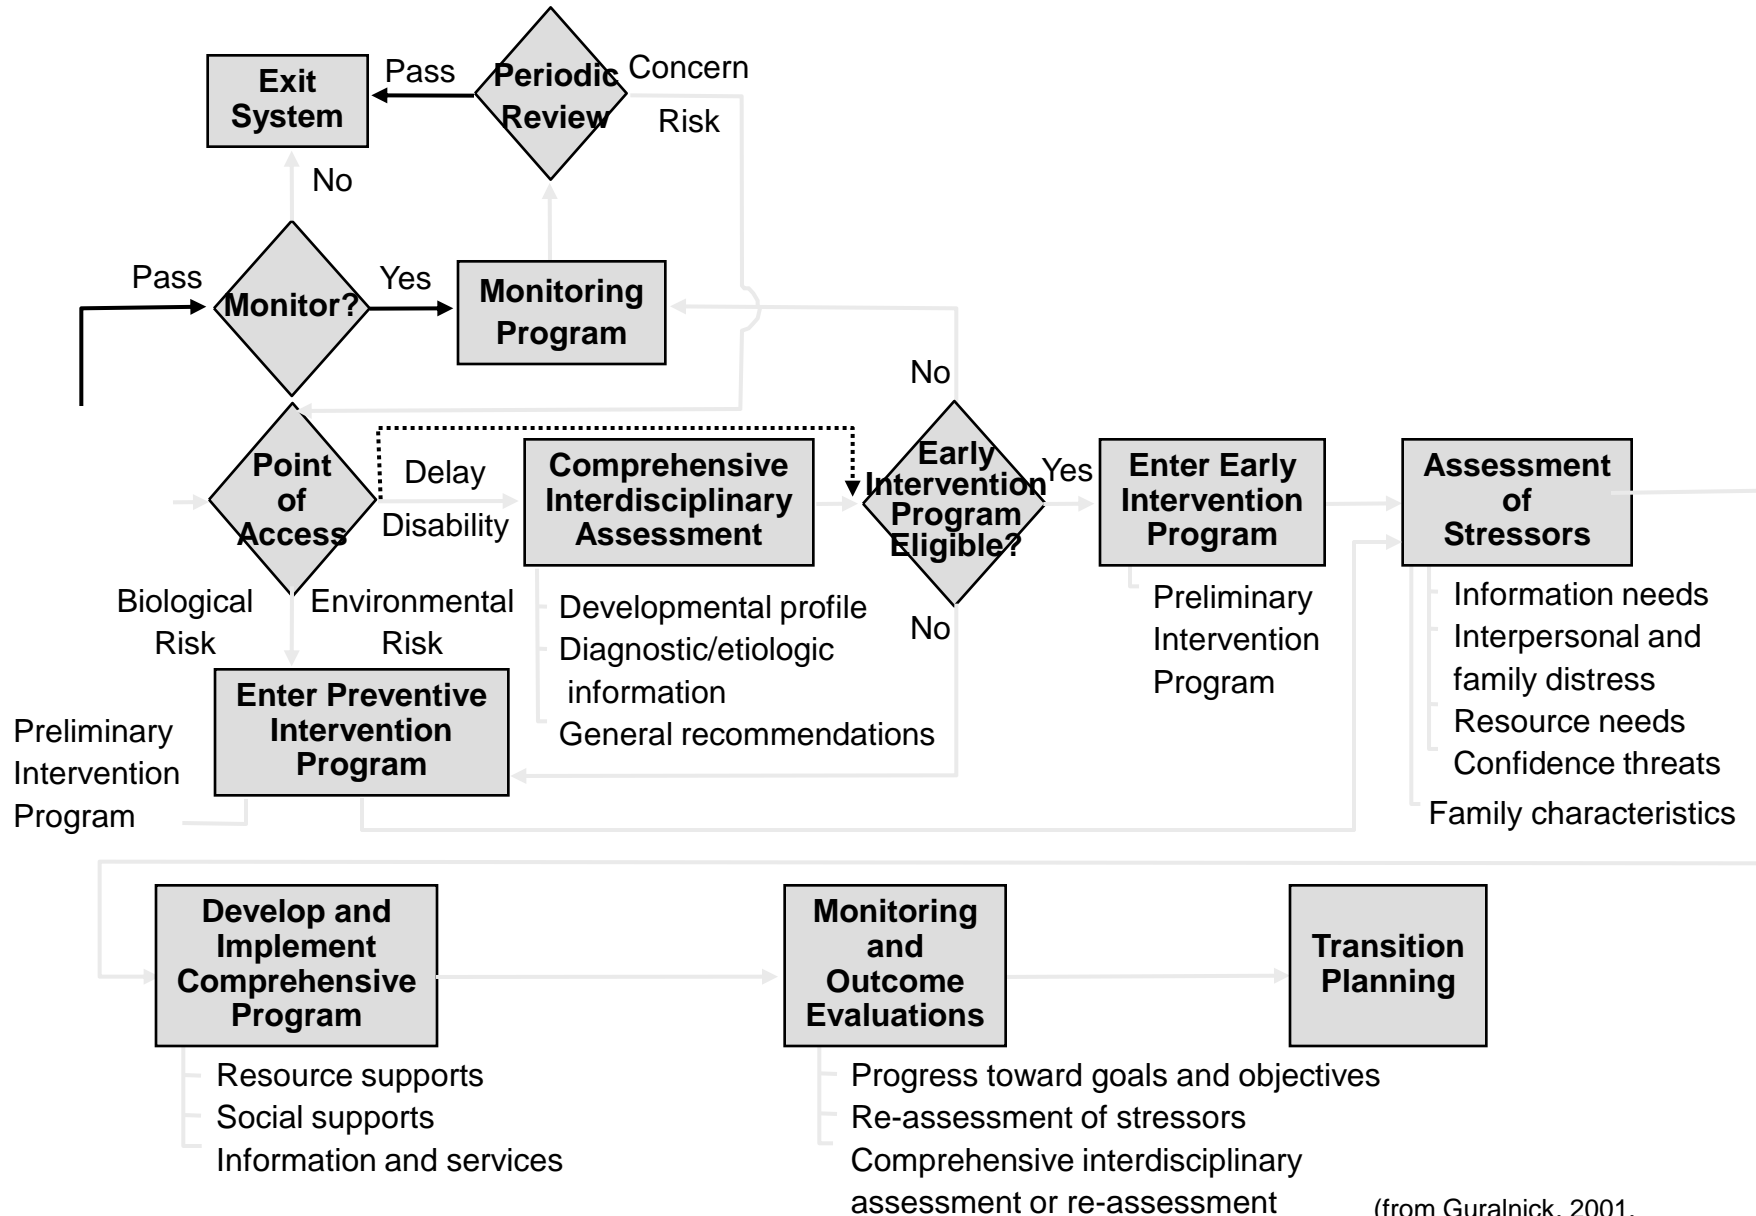 Exit
System
Pass
Periodic
Review
Concern
Risk
No
Pass
Monitor?
Yes
Monitoring
Program
No
Point
of
Access
Delay
Disability
Comprehensive
Interdisciplinary
Assessment
Early
Intervention
Program
Eligible?
Yes
Enter Early
Intervention
Program
Assessment
of
Stressors
Biological
Risk
Environmental
Risk
Developmental profile
Diagnostic/etiologic
information
General recommendations
No
Preliminary
Intervention
Program
Information needs
Interpersonal and
family distress
Resource needs
Confidence threats
Family characteristics
Enter Preventive
Intervention
Program
Preliminary
Intervention
Program
Develop and
Implement
Comprehensive
Program
Monitoring
and
Outcome
Evaluations
Transition
Planning
Resource supports
Social supports
Information and services
Progress toward goals and objectives
Re-assessment of stressors
Comprehensive interdisciplinary
assessment or re-assessment
(from Guralnick, 2001,